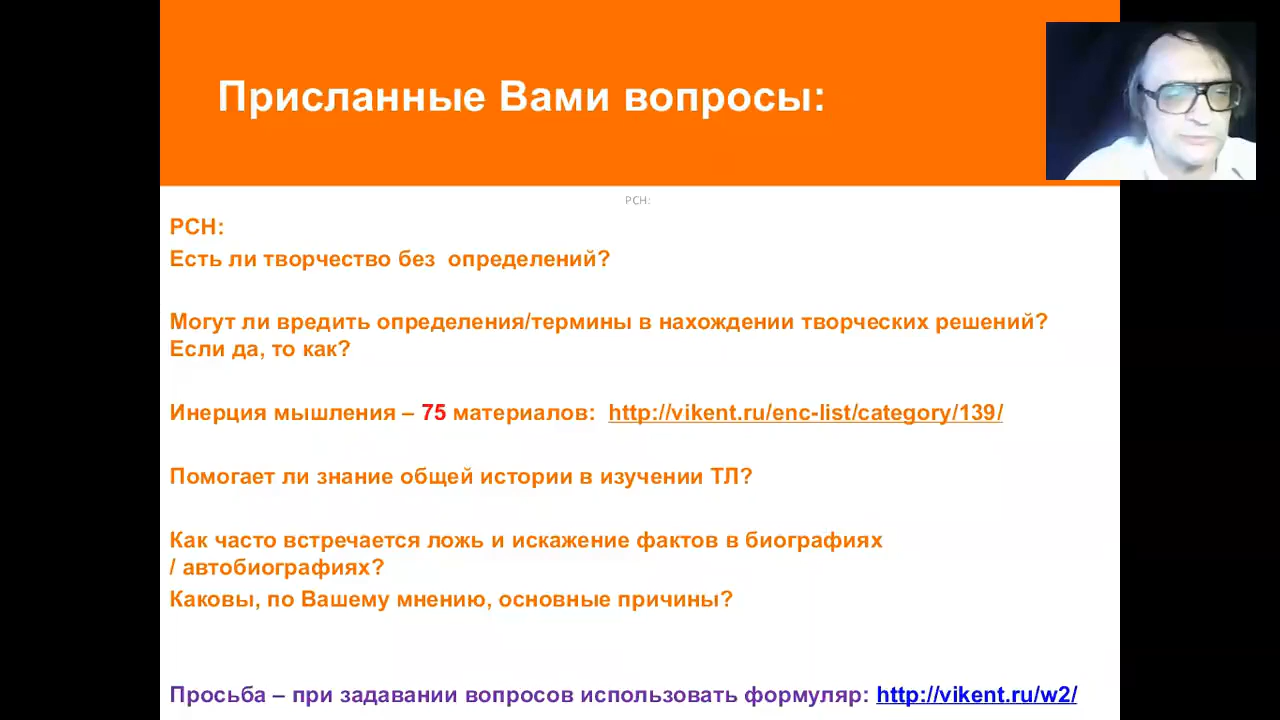 Присланные Вами вопросы:
РСН:
РСН:
Есть ли творчество без определений?
Могут ли вредить определения/термины в нахождении творческих решений?
Если да, то как?
Инерция мышления – 75 материалов: http://vikent.ru/enc-list/category/139/
Помогает ли знание общей истории в изучении ТЛ?
Как часто встречается ложь и искажение фактов в биографиях
/ автобиографиях?
Каковы, по Вашему мнению, основные причины?
Просьба – при задавании вопросов использовать формуляр: http://vikent.ru/w2/